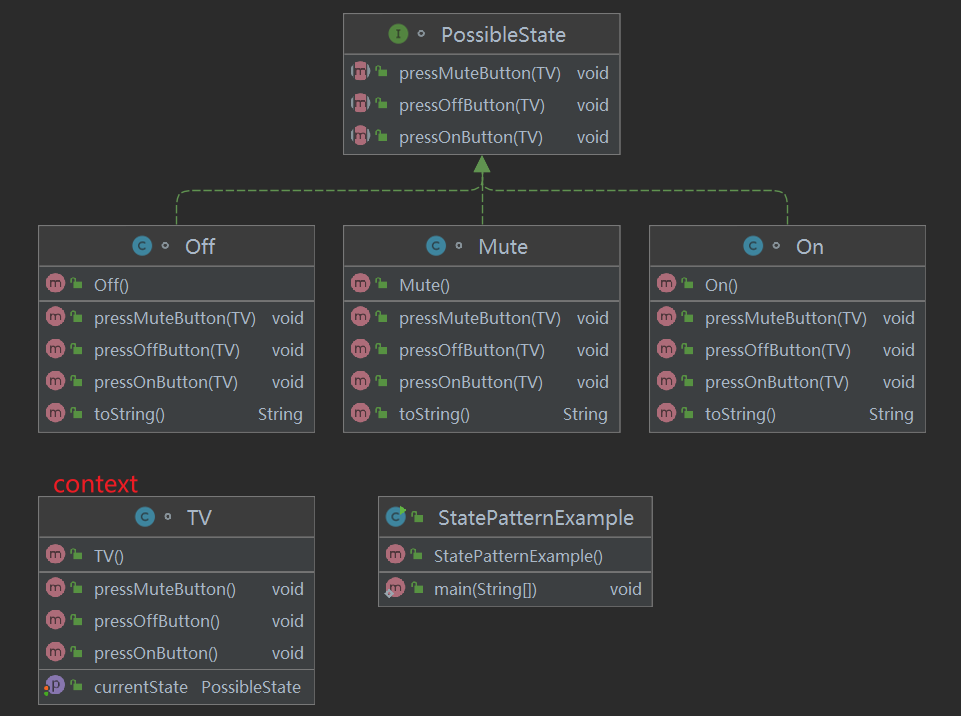 PossibleState
pressMuteButton(TV) void
pressOffButton(TV) void
pressOnButton(TV) void
Off
Off()
pressMuteButton(TV) void
pressOffButton(TV) void
pressOnButton(TV) void
toString() String
Mute
Mute()
pressMuteButton(TV) void
pressOffButton(TV) void
pressOnButton(TV) void
toString() String
On
On()
pressMuteButton(TV) void
pressOffButton(TV) void
pressOnButton(TV) void
toString() String
context
TV
TV()
pressMuteButton() void
pressOffButton() void
pressOnButton() void
currentState PossibleState
StatePatternExample
StatePatternExample()
main(String[]) void